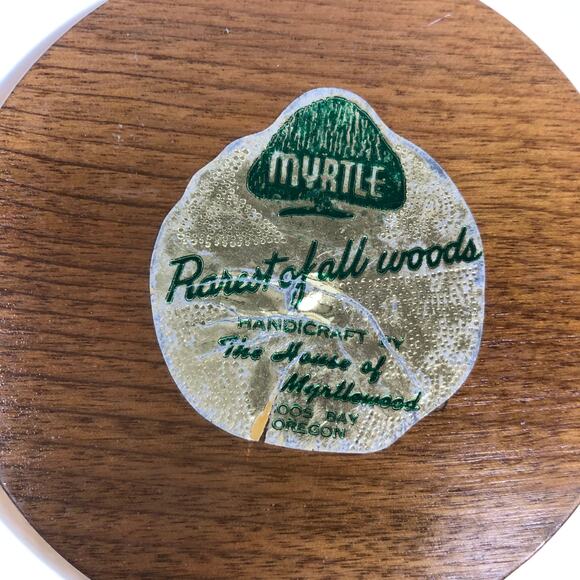 MYRTLE
Rarest of all woods
HANDICRAFT BY
The House of
Myrtlewood
COOS BAY
OREGON